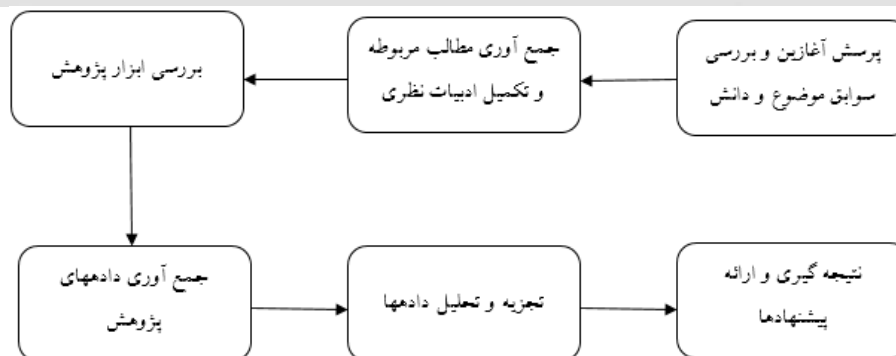 پرسش آغازین و بررسی
سوابق موضوع و دانش
جمع آوری مطالب مربوطه
و تکمیل ادبیات نظری
بررسی ابزار پژوهش
جمع آوری دادههای
پژوهش
تجزیه و تحلیل دادهها
نتیجه گیری و ارائه
پیشنهادها